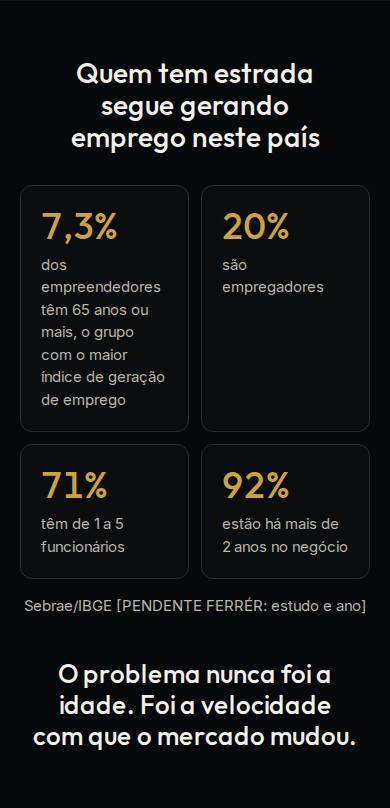 Quem tem estrada
segue gerando
emprego neste país
7,3%
dos
empreendedores
têm 65 anos ou
mais, o grupo
com o maior
índice de geração
de emprego
20%
são
empregadores
71%
têm de 1 a 5
funcionários
92%
estão há mais de
2 anos no negócio
Sebrae/IBGE [PENDENTE FERRÉR: estudo e ano]
O problema nunca foi a
idade. Foi a velocidade
com que o mercado mudou.